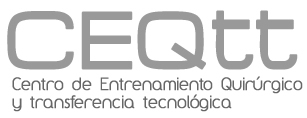 CEQtt
Centro de Entrenamiento Quirúrgico
y transferencia tecnológica